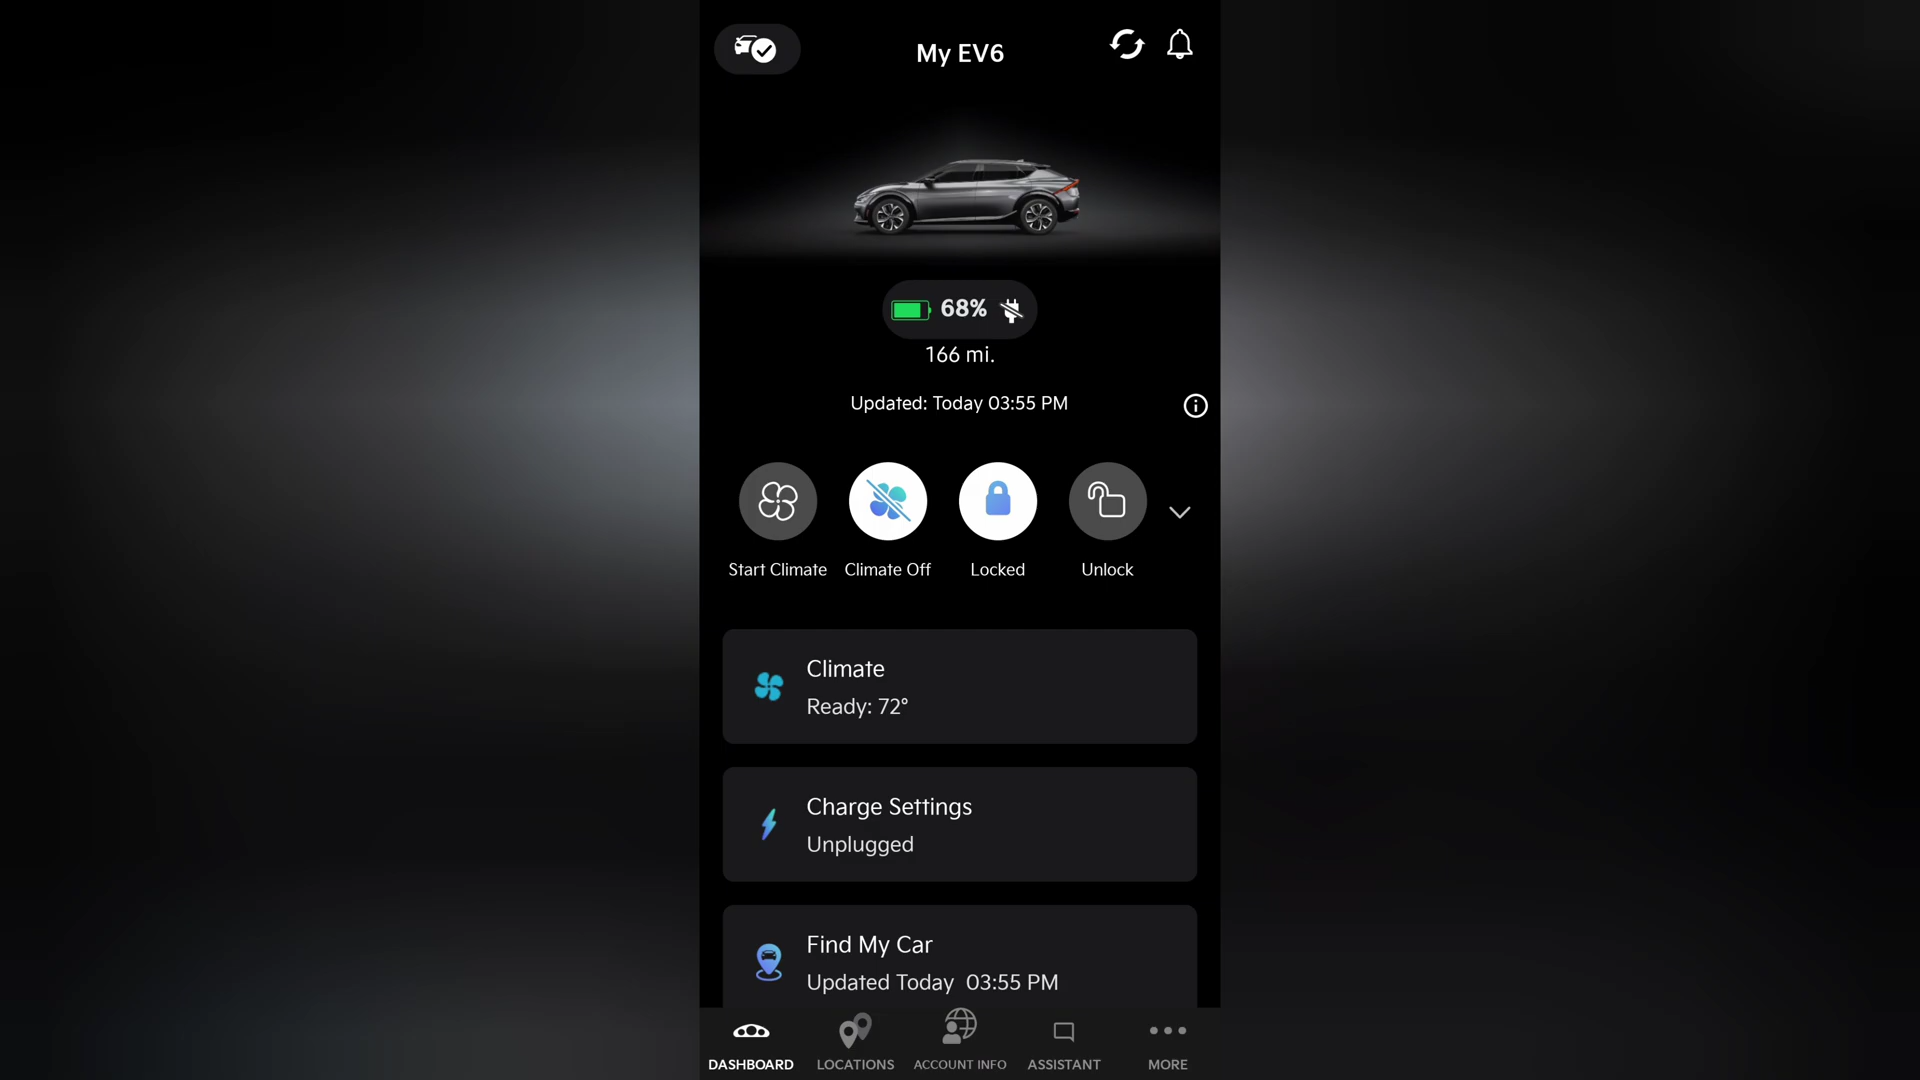 My EV6
68%
166 mi.
Updated: Today 03:55 PM
Start Climate
Climate Off
Locked
Unlock
Climate
Ready: 72°
Charge Settings
Unplugged
Find My Car
Updated Today 03:55 PM
DASHBOARD
LOCATIONS
ACCOUNT INFO
ASSISTANT
MORE